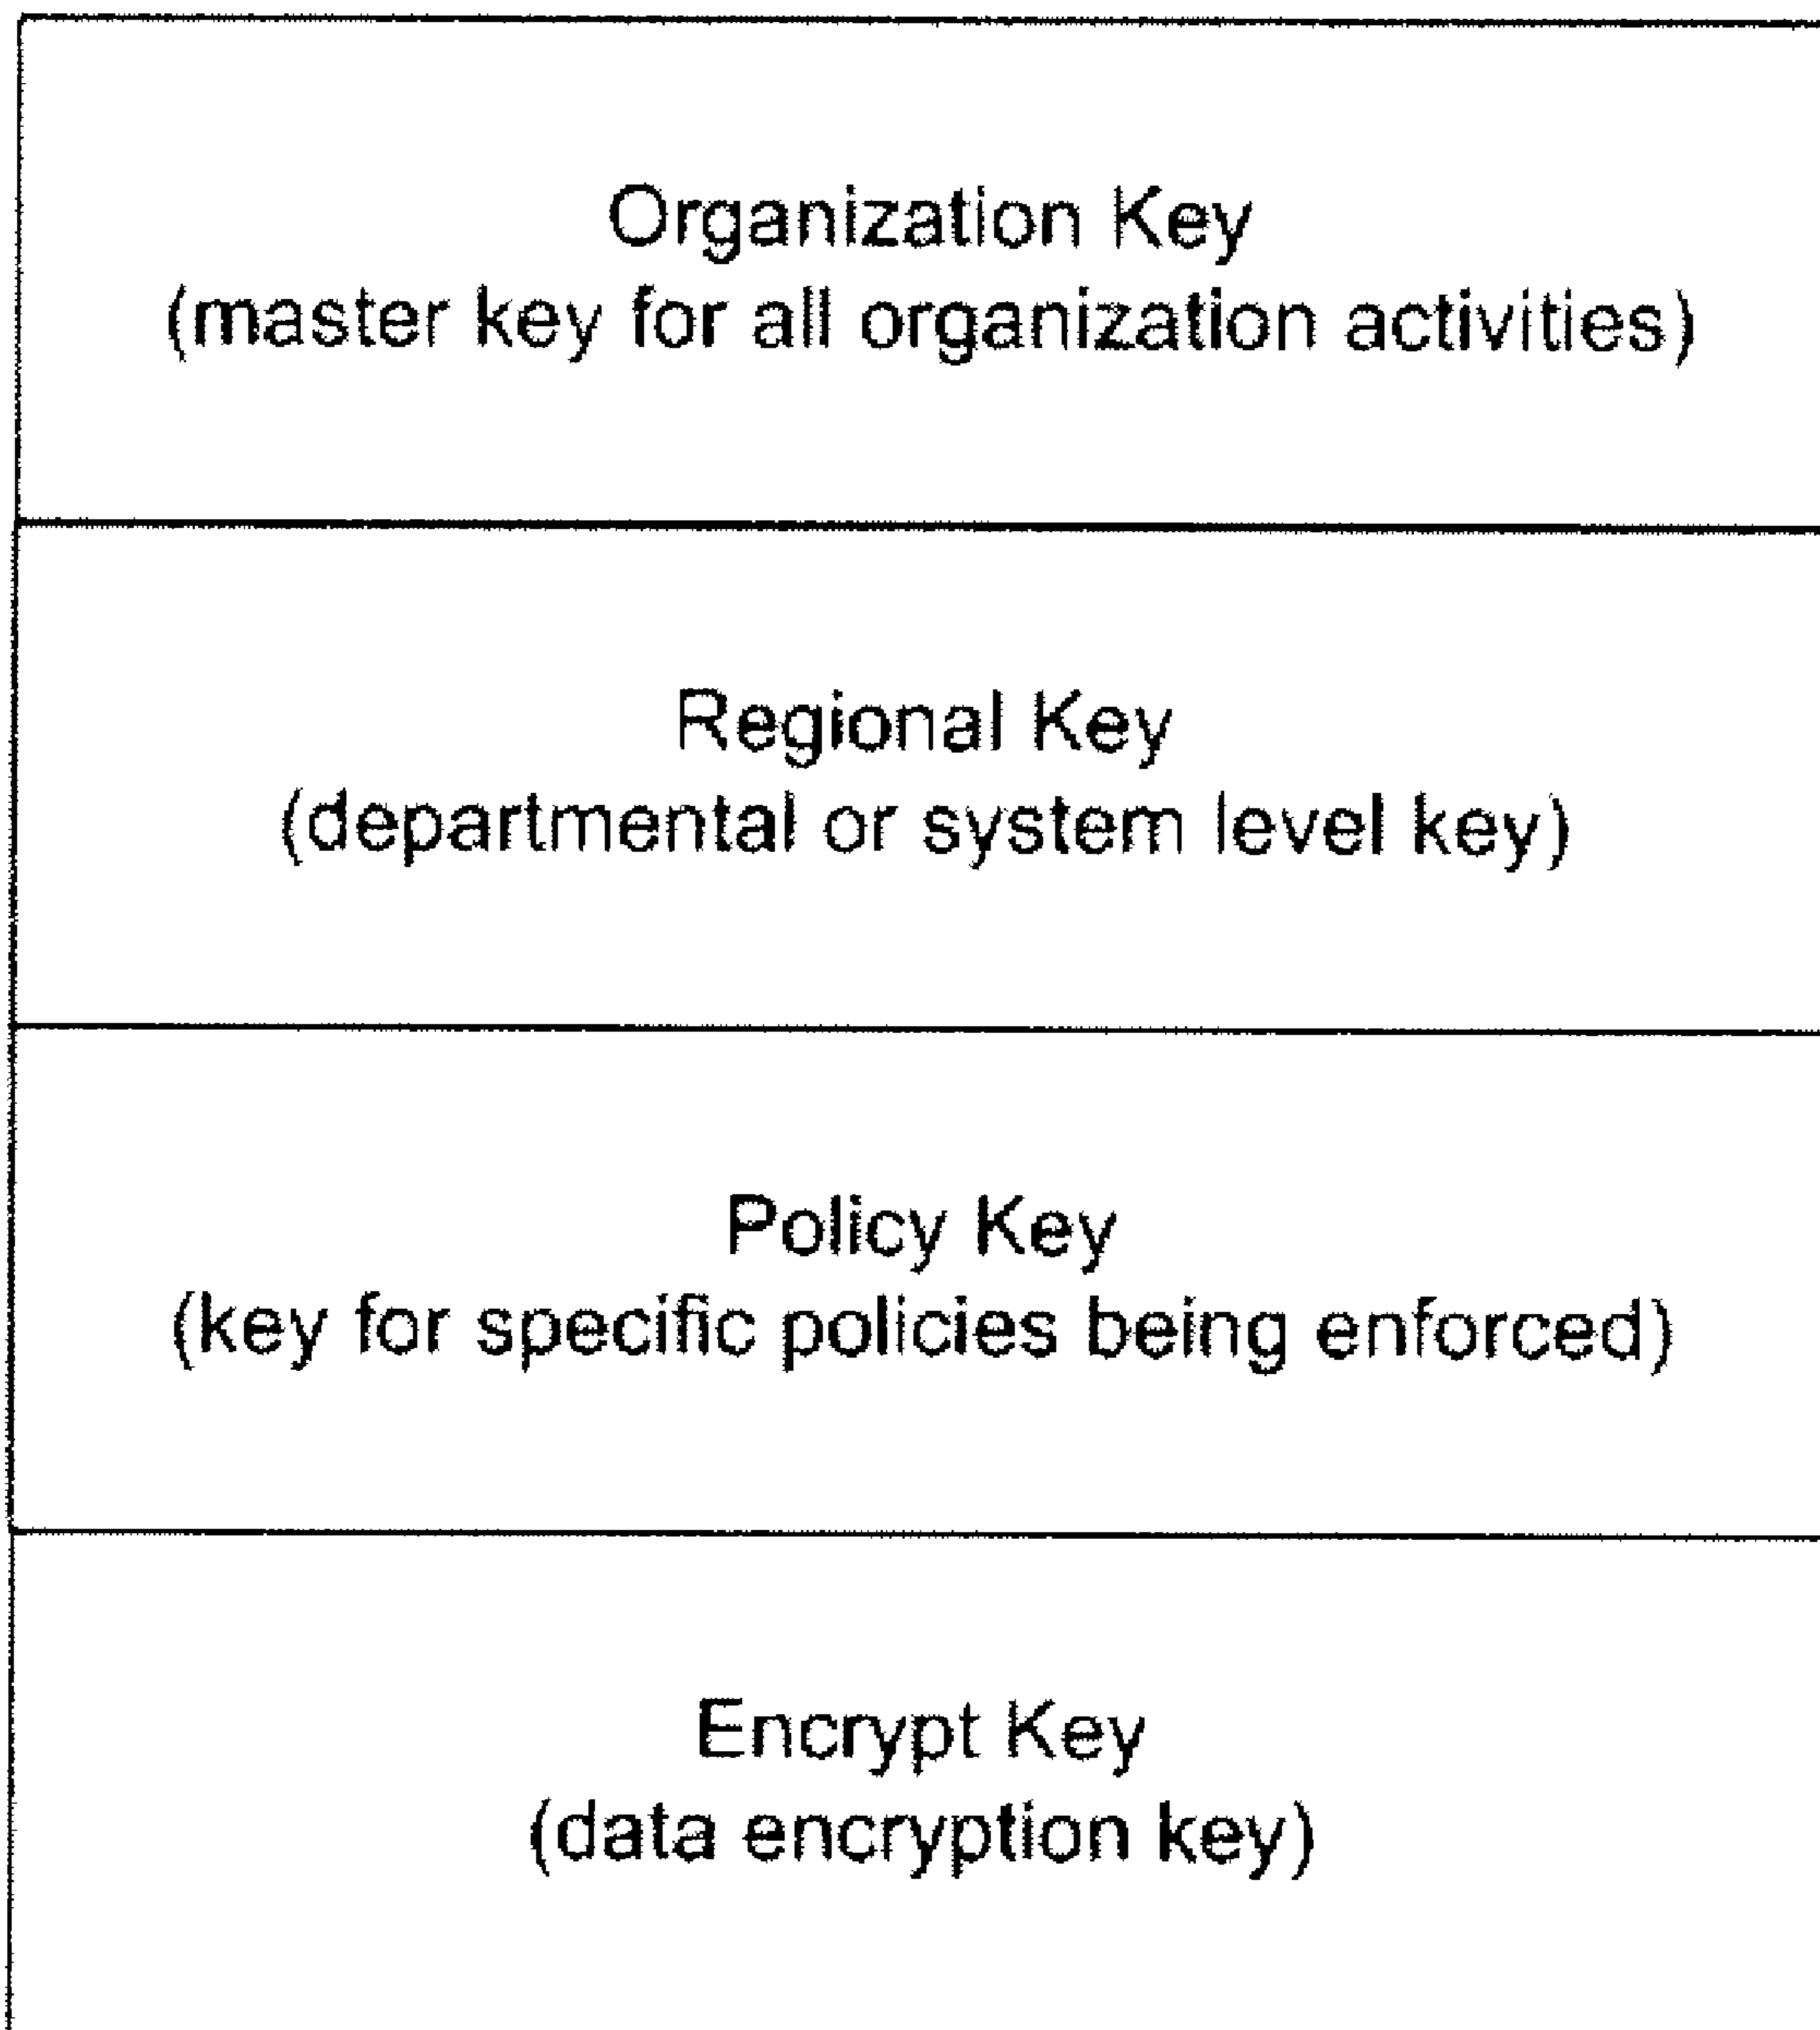 Organization Key
(master key for all organization activities)
Regional Key
(departmental or system level key)
Policy Key
(key for specific policies being enforced)
Encrypt Key
(data encryption key)